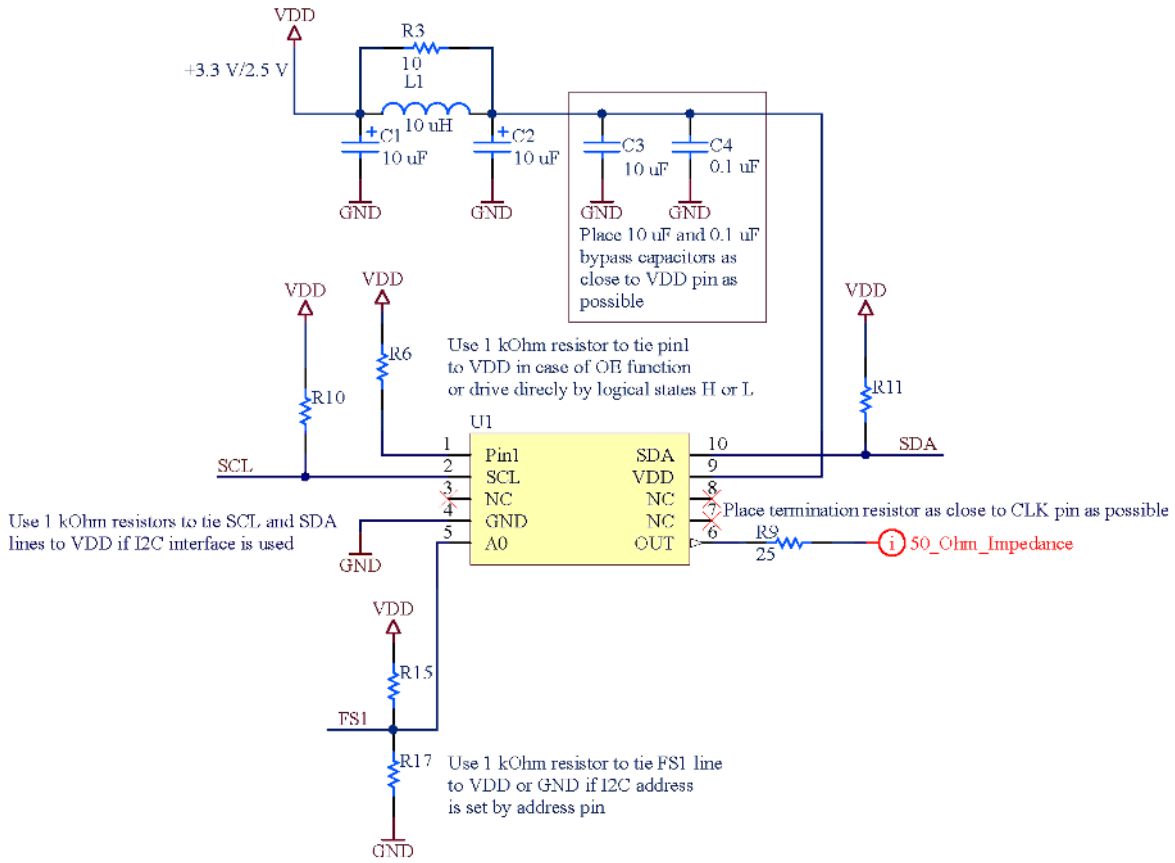 VDD
R3
+3.3 V/2.5 V
10
L1
10 uH
C1
10 uF
C2
10 uF
C3
10 uF
C4
0.1 uF
GND
GND
GND
GND
Place 10 uF and 0.1 uF
bypass capacitors as
close to VDD pin as
possible
VDD
VDD
VDD
R6
Use 1 kOhm resistor to tie pin1
to VDD in case of OE function
or drive direcly by logical states H or L
R10
R11
U1
1
Pin1
SDA
10
SDA
SCL
2
SCL
VDD
9
3
NC
NC
8
4
GND
NC
7
5
A0
OUT
6
Use 1 kOhm resistors to tie SCL and SDA
lines to VDD if I2C interface is used
GND
Place termination resistor as close to CLK pin as possible
R9
25
i
50_Ohm_Impedance
VDD
R15
FS1
R17
Use 1 kOhm resistor to tie FS1 line
to VDD or GND if I2C address
is set by address pin
GND